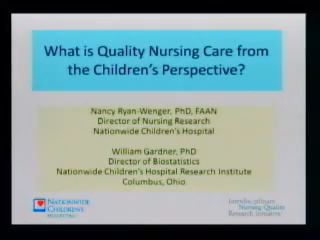 What is Quality Nursing Care from
the Children's Perspective?
Nancy Ryan-Wenger, PhD, FAAN
Director of Nursing Research
Nationwide Children's Hospital
William Gardner, PhD
Director of Biostatistics
Nationwide Children's Hospital Research Institute
Columbus, Ohio
NATIONWIDE
CHILDREN'S
Interdisciplinary
Nursing Quality
Research Initiative